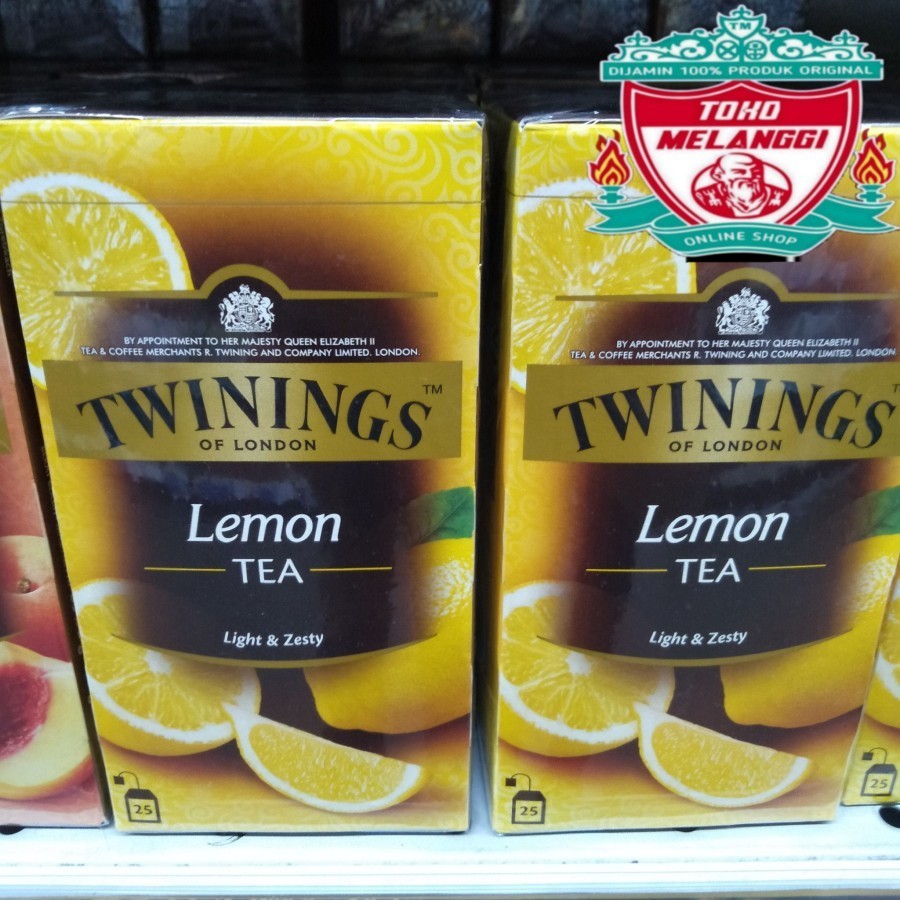 DIJAMIN 100% PRODUK ORIGINAL
TOKO
MELANGGI
ONLINE SHOP
BY APPOINTMENT TO HER MAJESTY QUEEN ELIZABETH II
TEA & COFFEE MERCHANTS R. TWINING AND COMPANY LIMITED. LONDON.
TWININGS™
OF LONDON
Lemon
TEA
Light & Zesty
25
BY APPOINTMENT TO HER MAJESTY QUEEN ELIZABETH II
TEA & COFFEE MERCHANTS R. TWINING AND COMPANY LIMITED. LONDON.
TWININGS
OF LONDON
Lemon
TEA
Light & Zesty
25
25